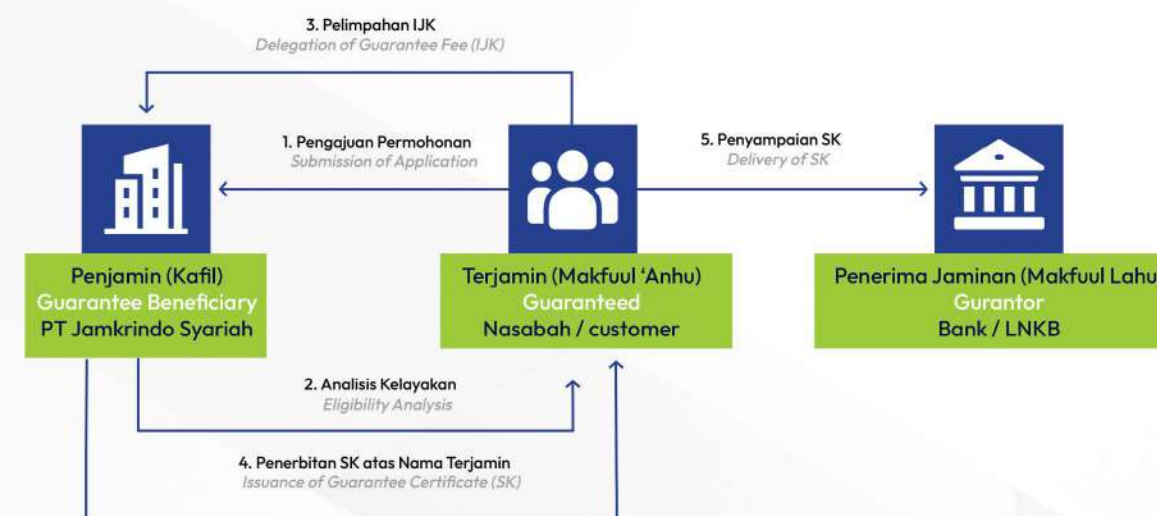 3. Pelimpahan IJK
Delegation of Guarantee Fee (IJK)
1. Pengajuan Permohonan
Submission of Application
5. Penyampaian SK
Delivery of SK
Penjamin (Kafil)
Guarantee Beneficiary
PT Jamkrindo Syariah
Terjamin (Makfuul ‘Anhu)
Guaranteed
Nasabah / customer
Penerima Jaminan (Makfuul Lahu
Gurantor
Bank / LNKB
2. Analisis Kelayakan
Eligibility Analysis
4. Penerbitan SK atas Nama Terjamin
Issuance of Guarantee Certificate (SK)